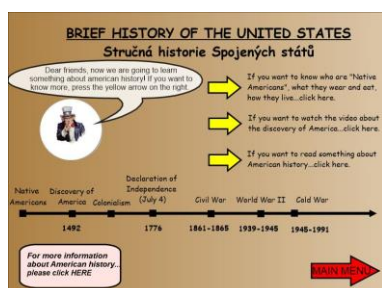 BRIEF HISTORY OF THE UNITED STATES
Stručná historie Spojených států
Dear friends, now we are going to learn
something about american history! If you want to
know more, press the yellow arrow on the right.
If you want to know who are "Native
Americans", what they wear and eat,
how they live...click here.
If you want to watch the video about
the discovery of America...click here.
If you want to read something about
American history...click here.
Native
Americans
Discovery of
America
Colonialism
Declaration of
Independence
(July 4)
Civil War
World War II
Cold War
1492
1776
1861-1865
1939-1945
1945-1991
For more information
about American history...
please click HERE
MAIN MENU